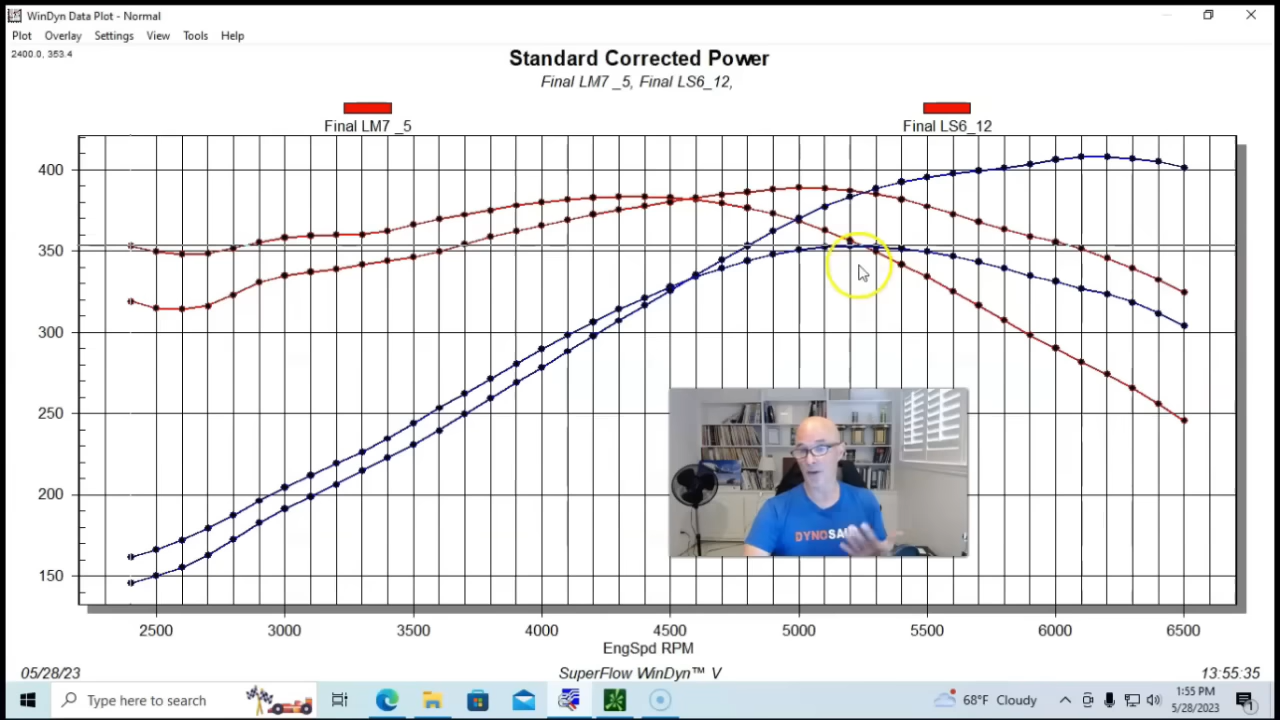 WinDyn Data Plot - Normal
Plot Overlay Settings View Tools Help
2400.0, 353.4
Standard Corrected Power
Final LM7 _5, Final LS6_12,
Final LM7 _5 Final LS6_12
400
350
300
250
200
150
DYNOSA
2500 3000 3500 4000 4500 5000 5500 6000 6500
EngSpd RPM
05/28/23 SuperFlow WinDyn™ V 13:55:35
Type here to search 68°F Cloudy 1:55 PM
5/28/2023 1